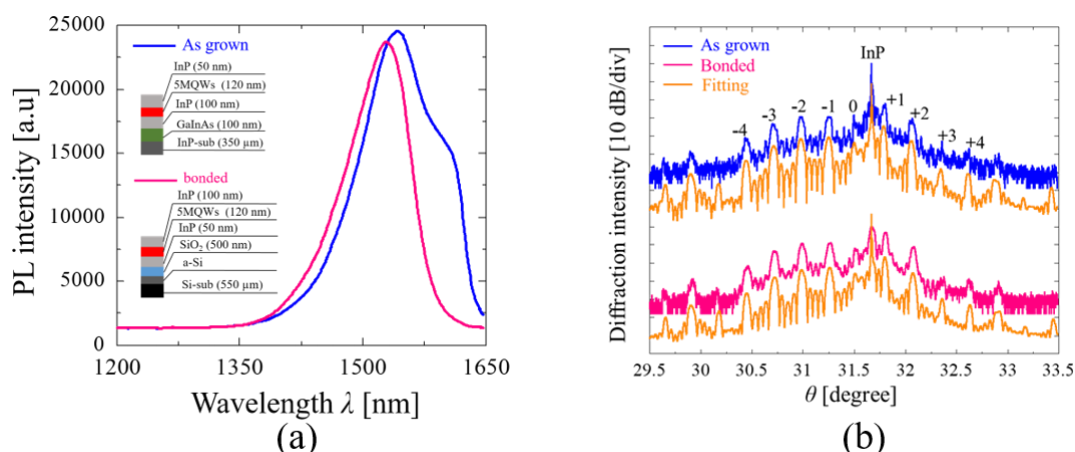 PL intensity [a.u]
25000
20000
15000
10000
5000
0
As grown
InP (50 nm)
5MQWs (120 nm)
InP (100 nm)
GaInAs (100 nm)
InP-sub (350 µm)
bonded
InP (100 nm)
5MQWs (120 nm)
InP (50 nm)
SiO₂ (500 nm)
a-Si
Si-sub (550 µm)
1200 1350 1500 1650
Wavelength λ [nm]
(a)
Diffraction intensity [10 dB/div]
As grown
Bonded
Fitting
InP
-4 -3 -2 -1 0 +1 +2 +3 +4
29.5 30.0 30.5 31 31.5 32.0 32.5 33.0 33.5
θ [degree]
(b)